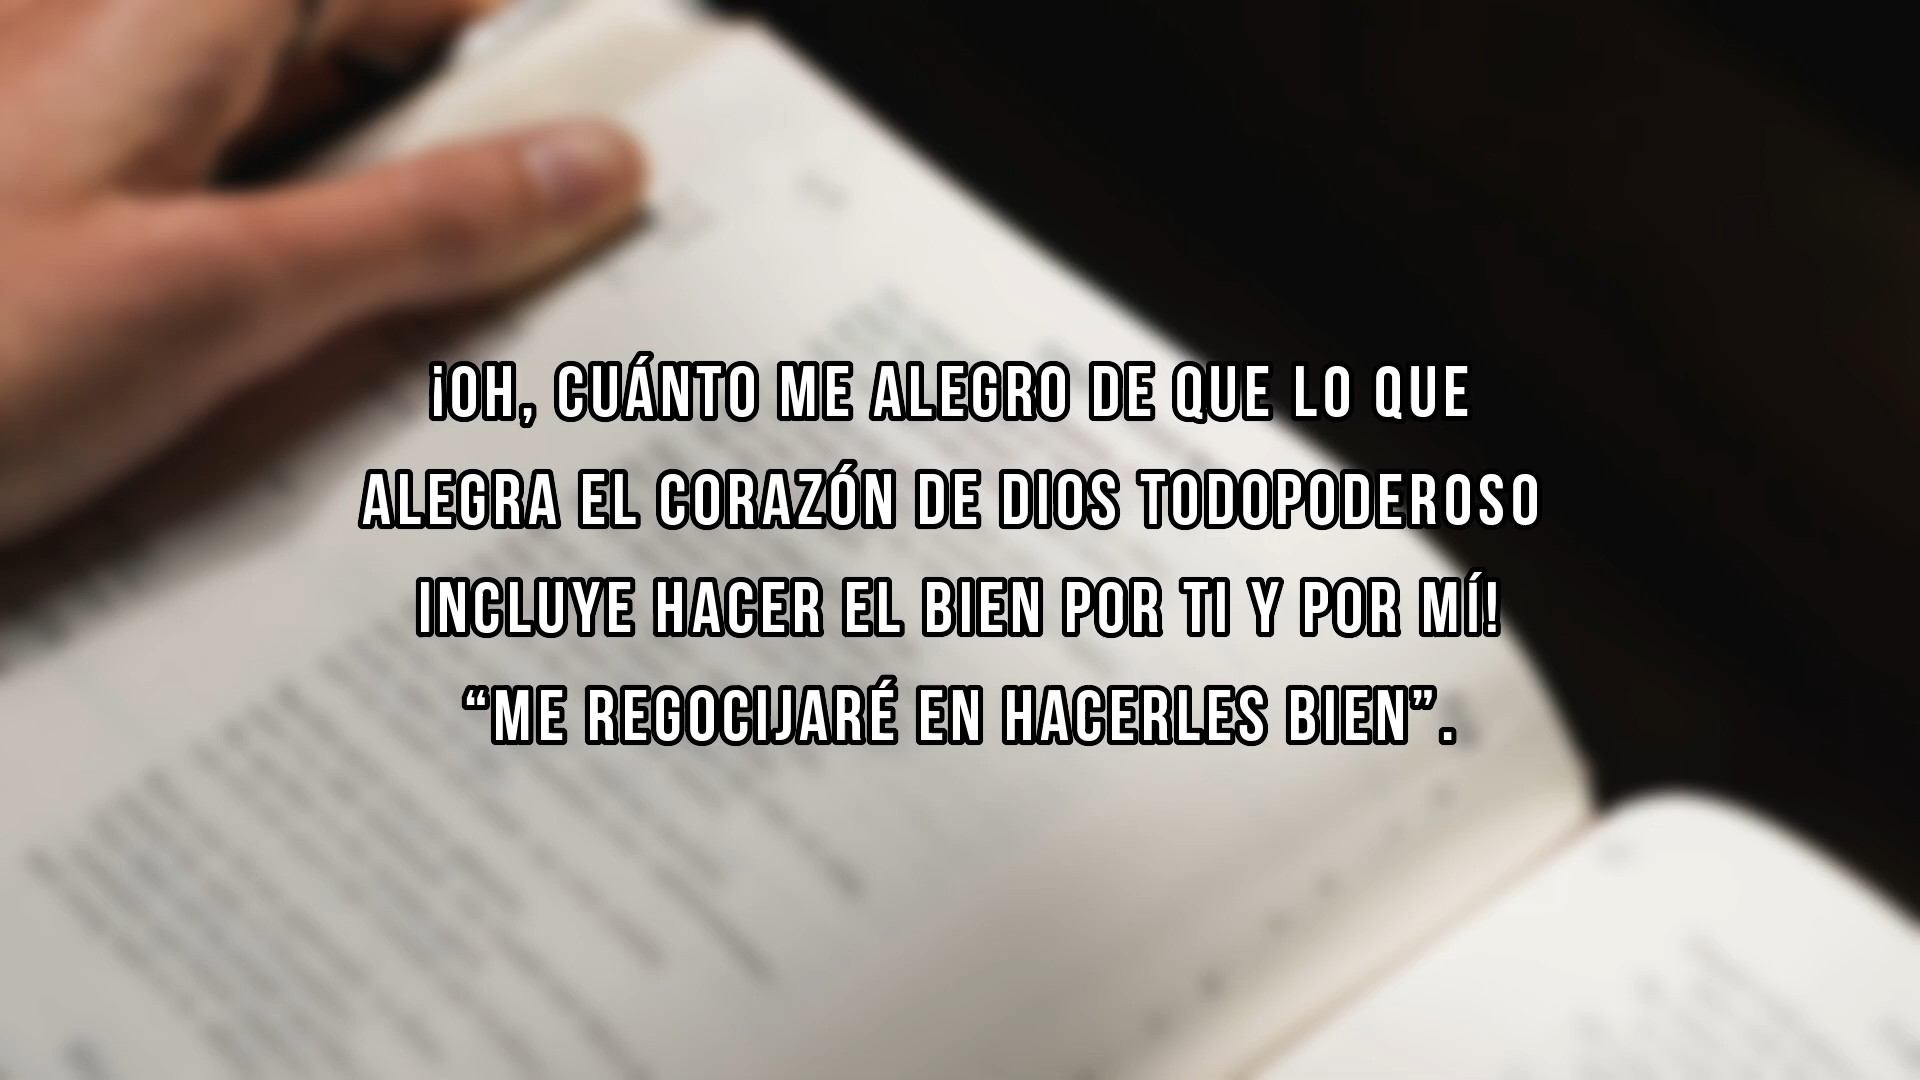 ¡OH, CUÁNTO ME ALEGRO DE QUE LO QUE
ALEGRA EL CORAZÓN DE DIOS TODOPODEROSO
INCLUYE HACER EL BIEN POR TI Y POR MÍ!
“ME REGOCIJARÉ EN HACERLES BIEN”.